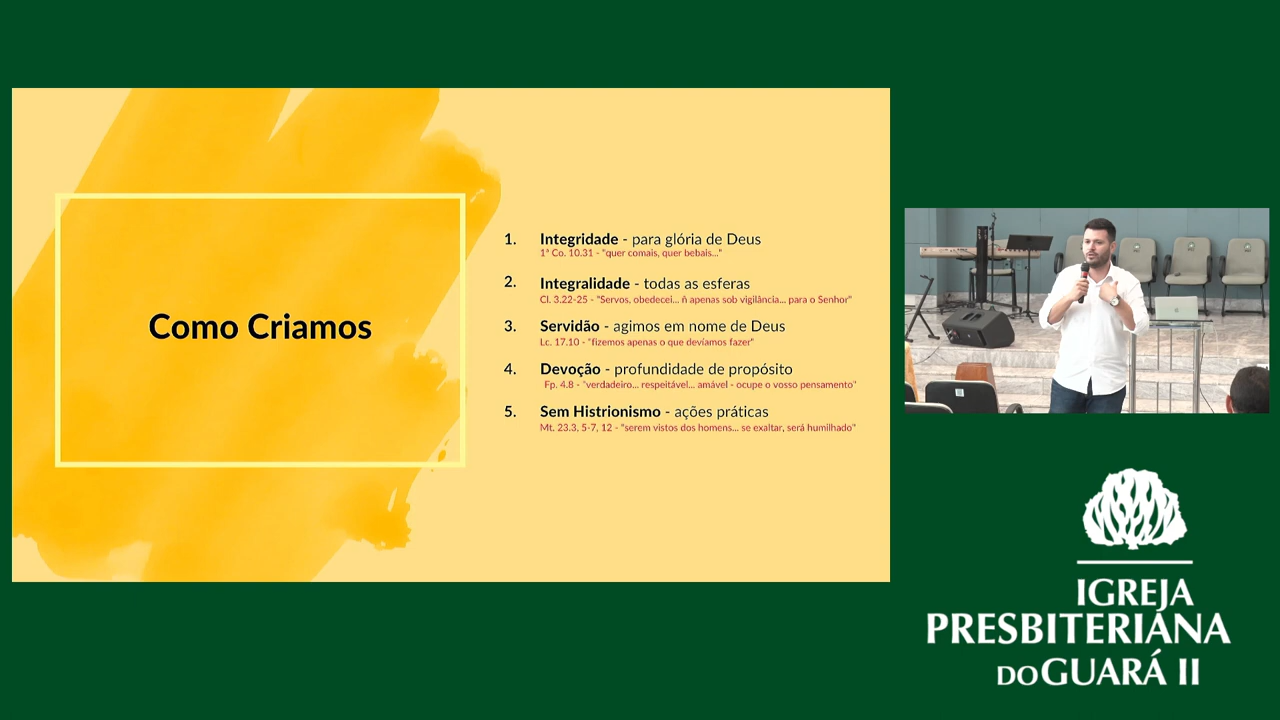 Como Criamos
1. Integridade - para glória de Deus
1ª Co. 10.31 - "quer comais, quer bebais..."
2. Integralidade - todas as esferas
Cl. 3.22-25 - "Servos, obedecei... ñ apenas sob vigilância... para o Senhor"
3. Servidão - agimos em nome de Deus
Lc. 17.10 - "fizemos apenas o que devíamos fazer"
4. Devoção - profundidade de propósito
Fp. 4.8 - "verdadeiro... respeitável... amável - ocupe o vosso pensamento"
5. Sem Histrionismo - ações práticas
Mt. 23.3, 5-7, 12 - "serem vistos dos homens... se exaltar, será humilhado"
IGREJA
PRESBITERIANA
DO GUARÁ II